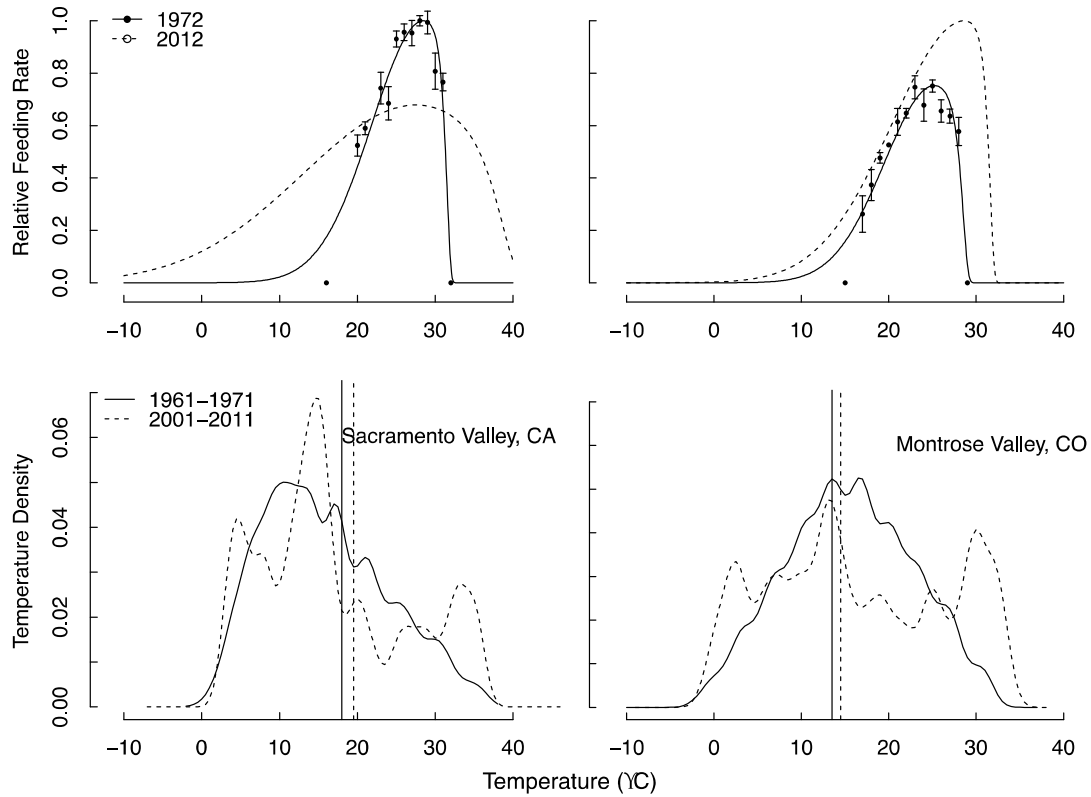 1972
2012
Relative Feeding Rate
0.0 0.2 0.4 0.6 0.8 1.0
−10 0 10 20 30 40
−10 0 10 20 30 40
1961−1971
2001−2011
Sacramento Valley, CA
Montrose Valley, CO
Temperature Density
0.00 0.02 0.04 0.06
−10 0 10 20 30 40
−10 0 10 20 30 40
Temperature (ϒC)